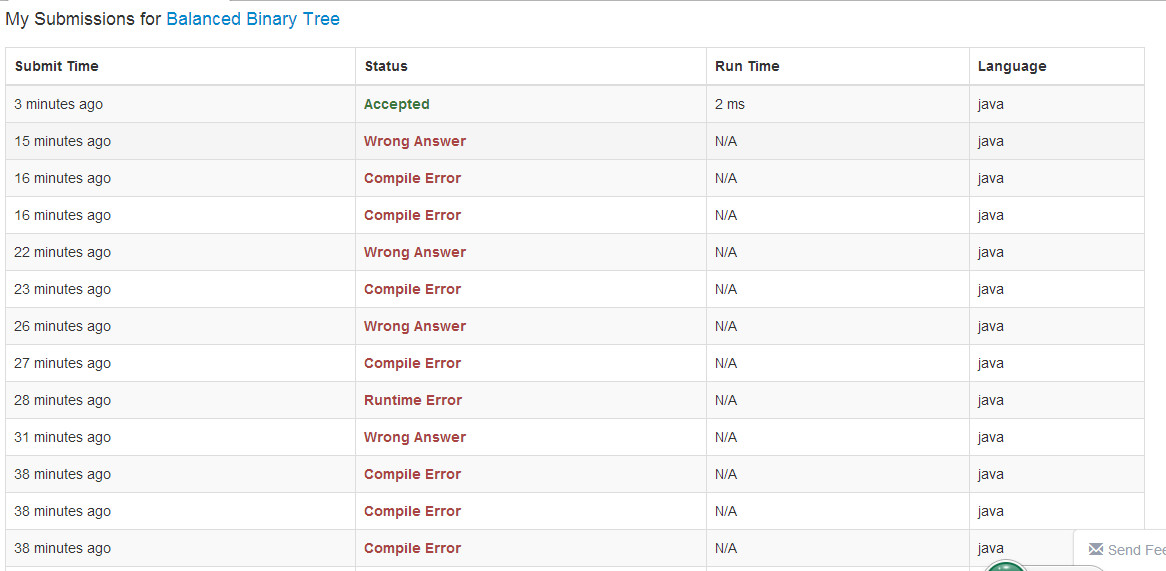 My Submissions for Balanced Binary Tree
Submit Time Status Run Time Language
3 minutes ago Accepted 2 ms java
15 minutes ago Wrong Answer N/A java
16 minutes ago Compile Error N/A java
16 minutes ago Compile Error N/A java
22 minutes ago Wrong Answer N/A java
23 minutes ago Compile Error N/A java
26 minutes ago Wrong Answer N/A java
27 minutes ago Compile Error N/A java
28 minutes ago Runtime Error N/A java
31 minutes ago Wrong Answer N/A java
38 minutes ago Compile Error N/A java
38 minutes ago Compile Error N/A java
38 minutes ago Compile Error N/A java
Send Fee